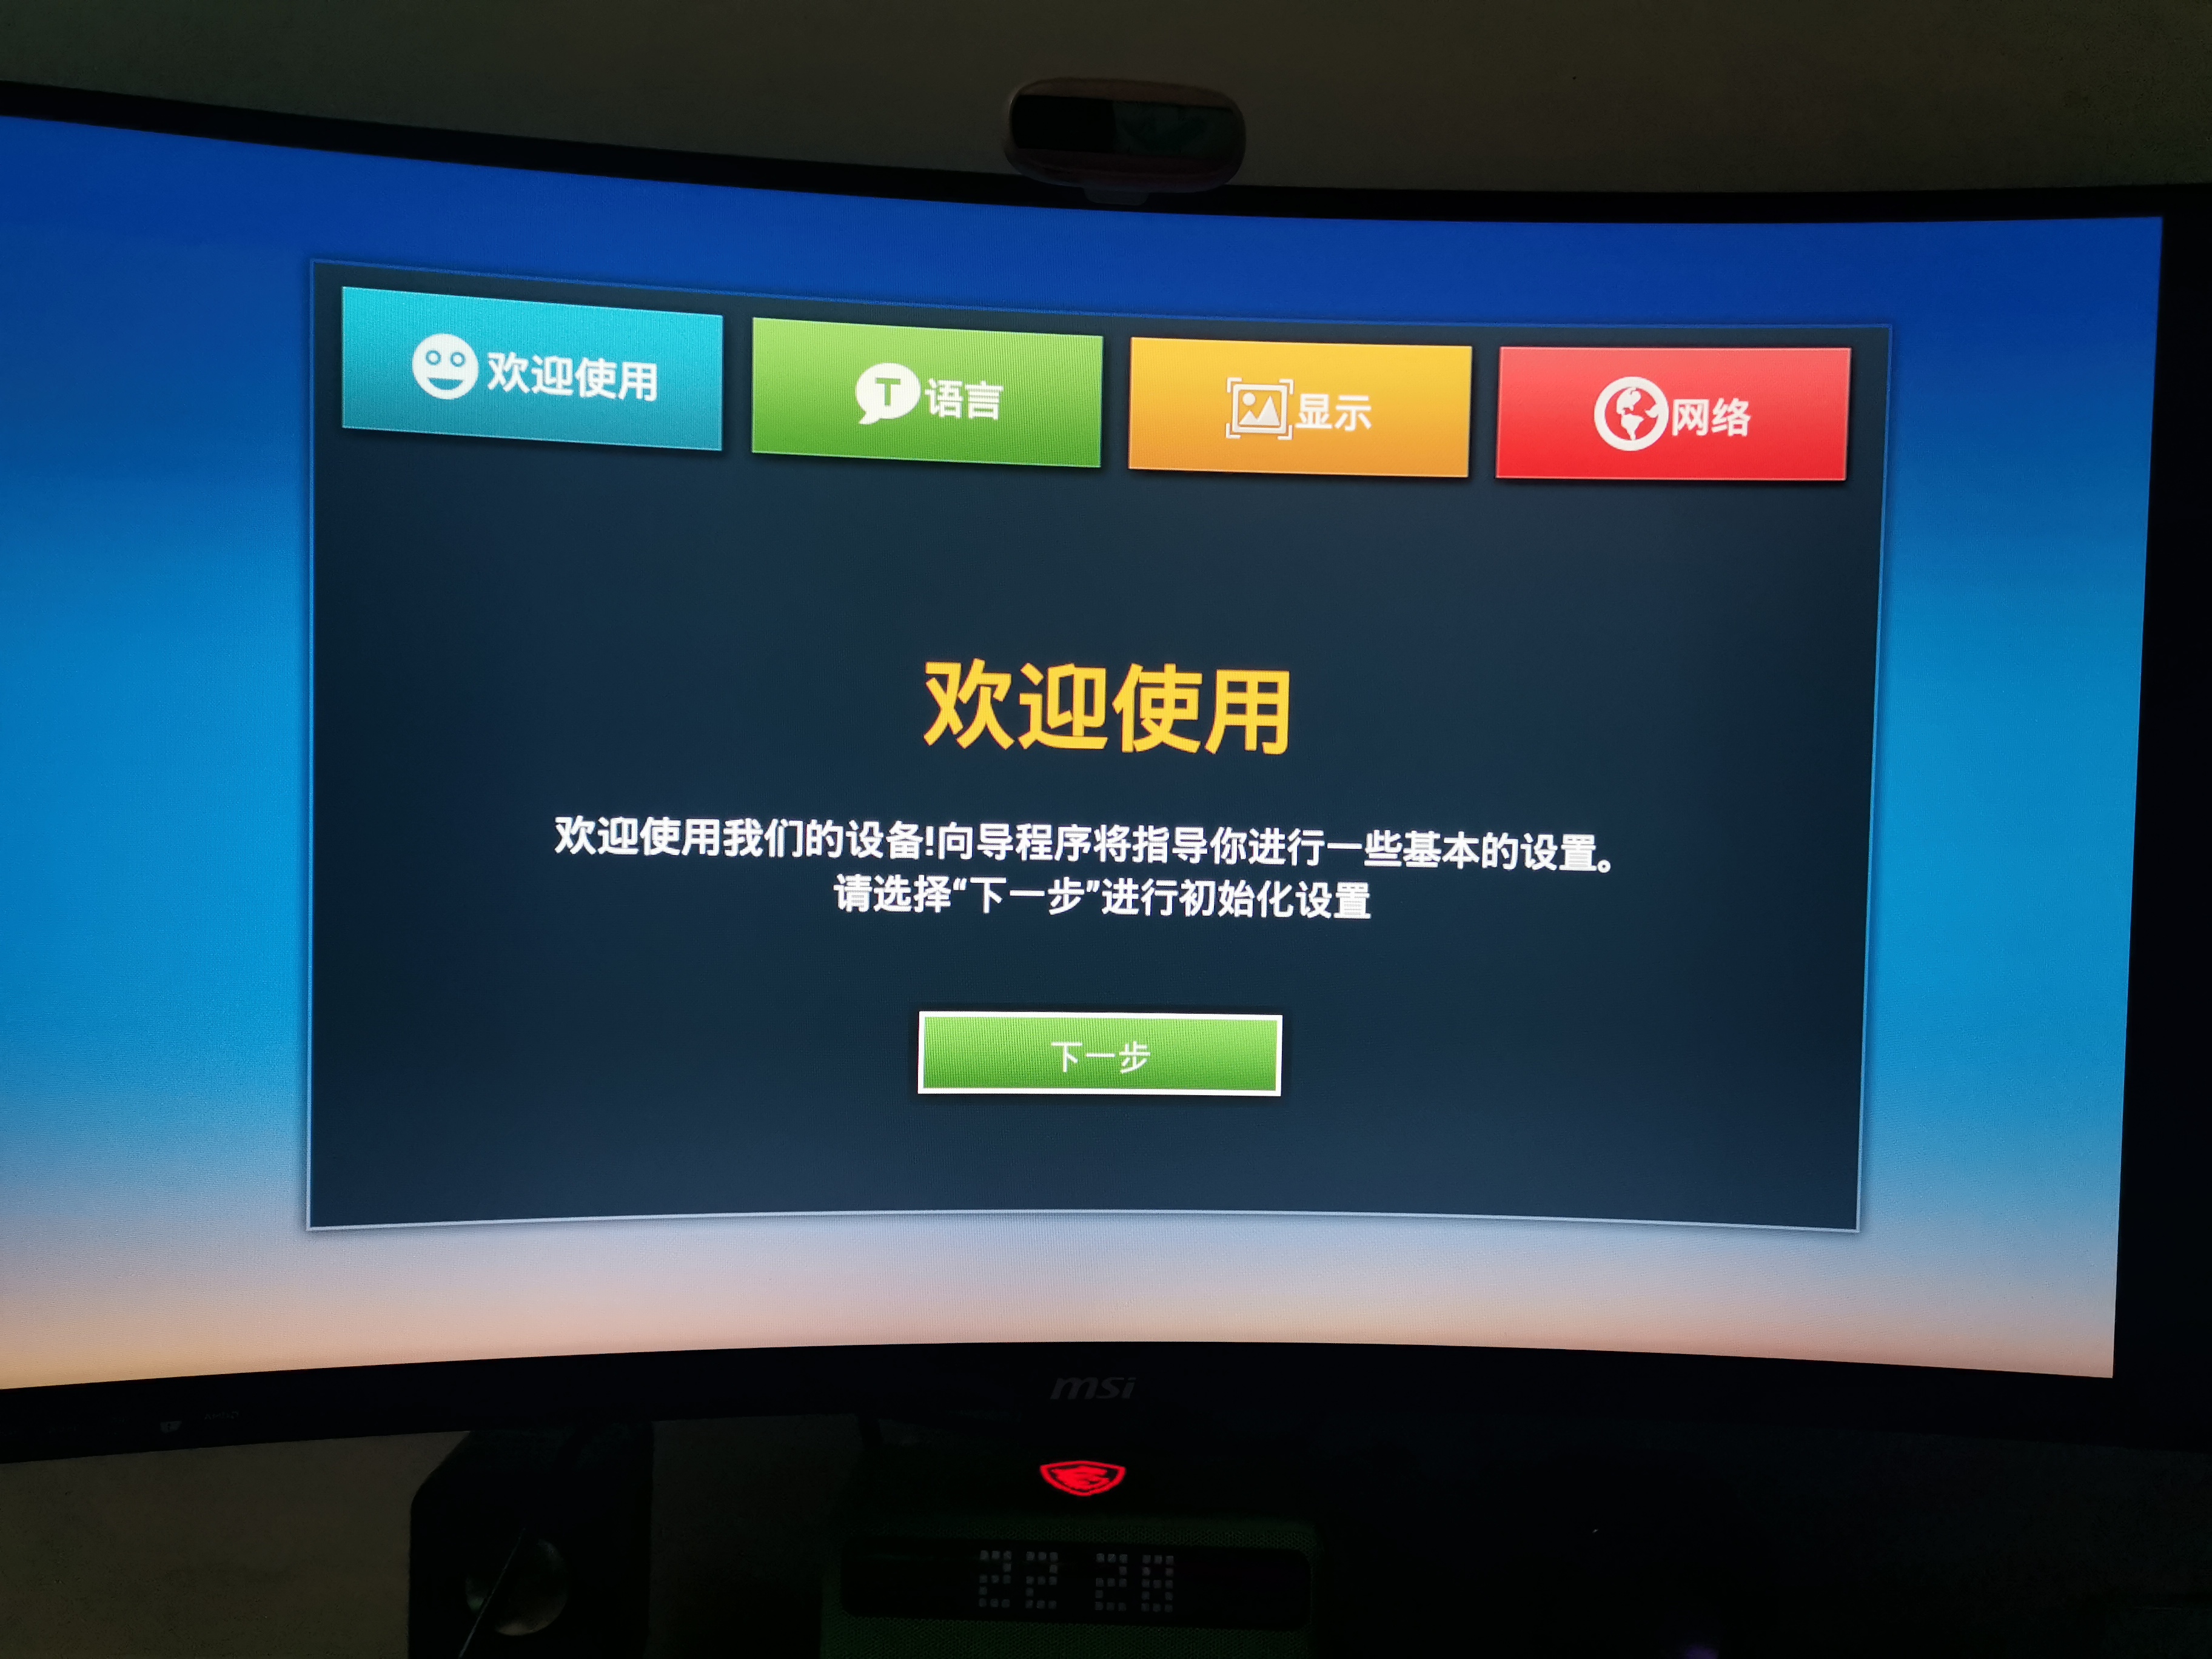 欢迎使用
语言
显示
网络
欢迎使用
欢迎使用我们的设备!向导程序将指导你进行一些基本的设置。
请选择“下一步”进行初始化设置
下一步
msi
22 28